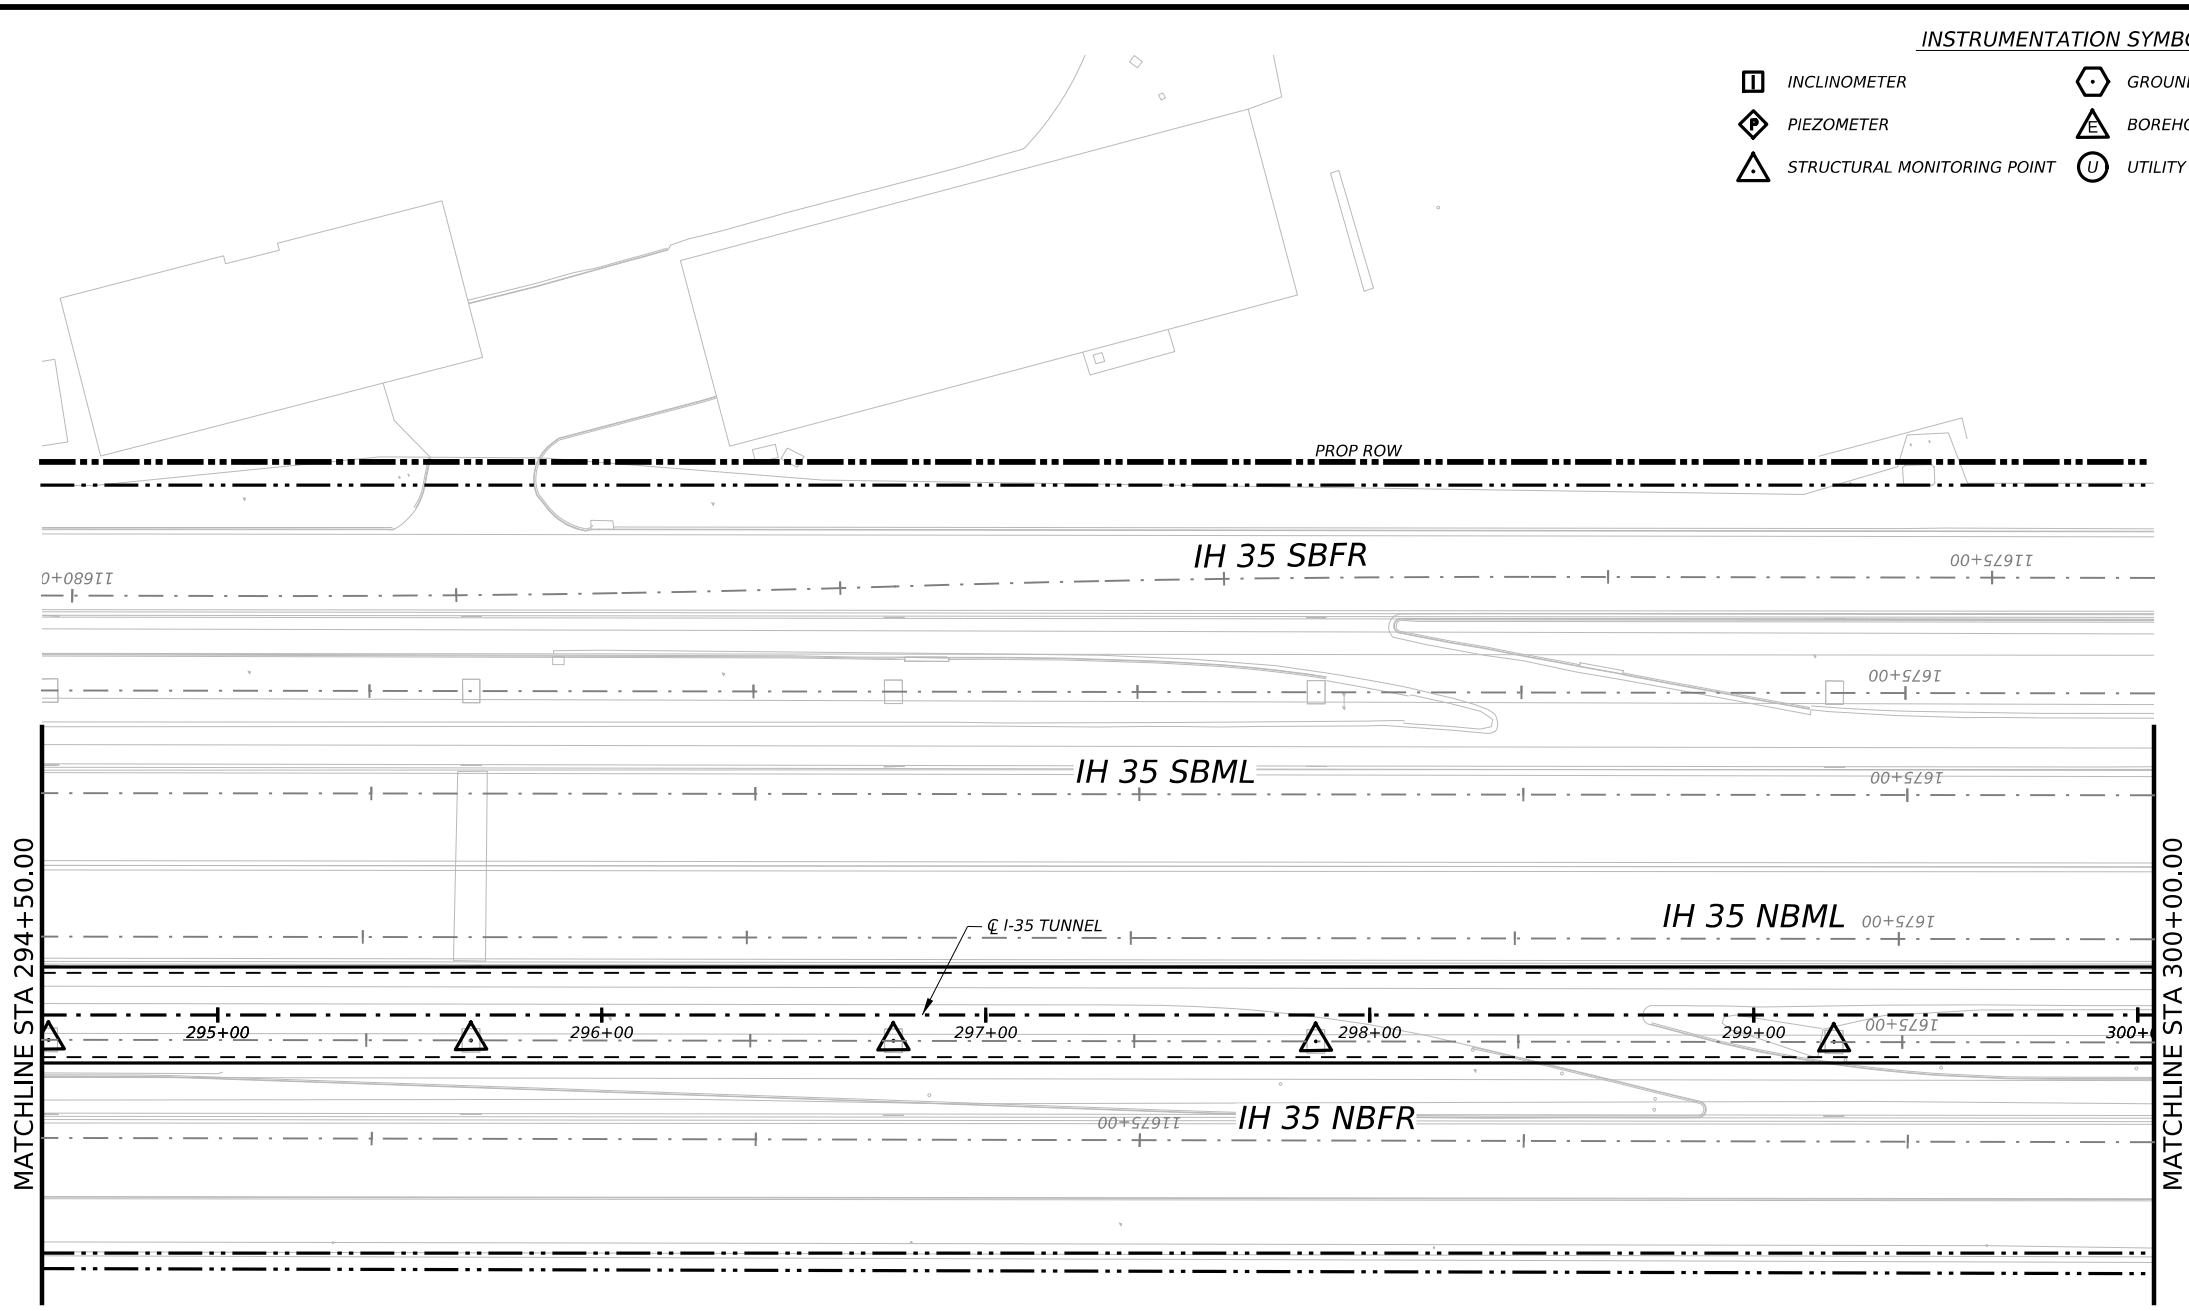 INSTRUMENTATION SYMBO
INCLINOMETER
GROUN
PIEZOMETER
BOREHO
STRUCTURAL MONITORING POINT
U UTILITY
P
E
PROP ROW
IH 35 SBFR
11675+00
11680+0
1675+00
IH 35 SBML
1675+00
MATCHLINE STA 294+50.00
MATCHLINE STA 300+00.00
IH 35 NBML
1675+00
℄ I-35 TUNNEL
295+00
296+00
297+00
298+00
299+00
300+0
1675+00
11675+00
IH 35 NBFR